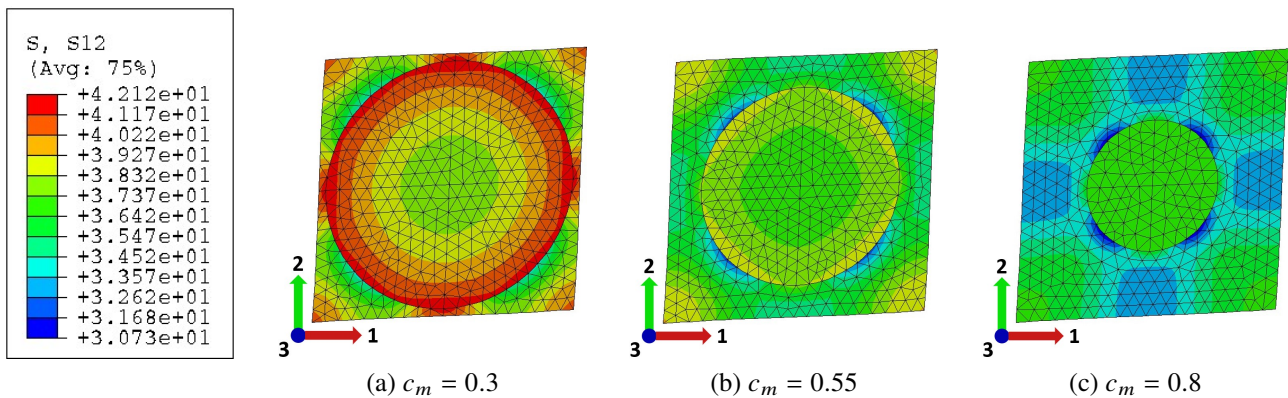 S, S12
(Avg: 75%)
+4.212e+01
+4.117e+01
+4.022e+01
+3.927e+01
+3.832e+01
+3.737e+01
+3.642e+01
+3.547e+01
+3.452e+01
+3.357e+01
+3.262e+01
+3.168e+01
+3.073e+01
2
3
1
2
3
1
2
3
1
(a) cₘ = 0.3
(b) cₘ = 0.55
(c) cₘ = 0.8